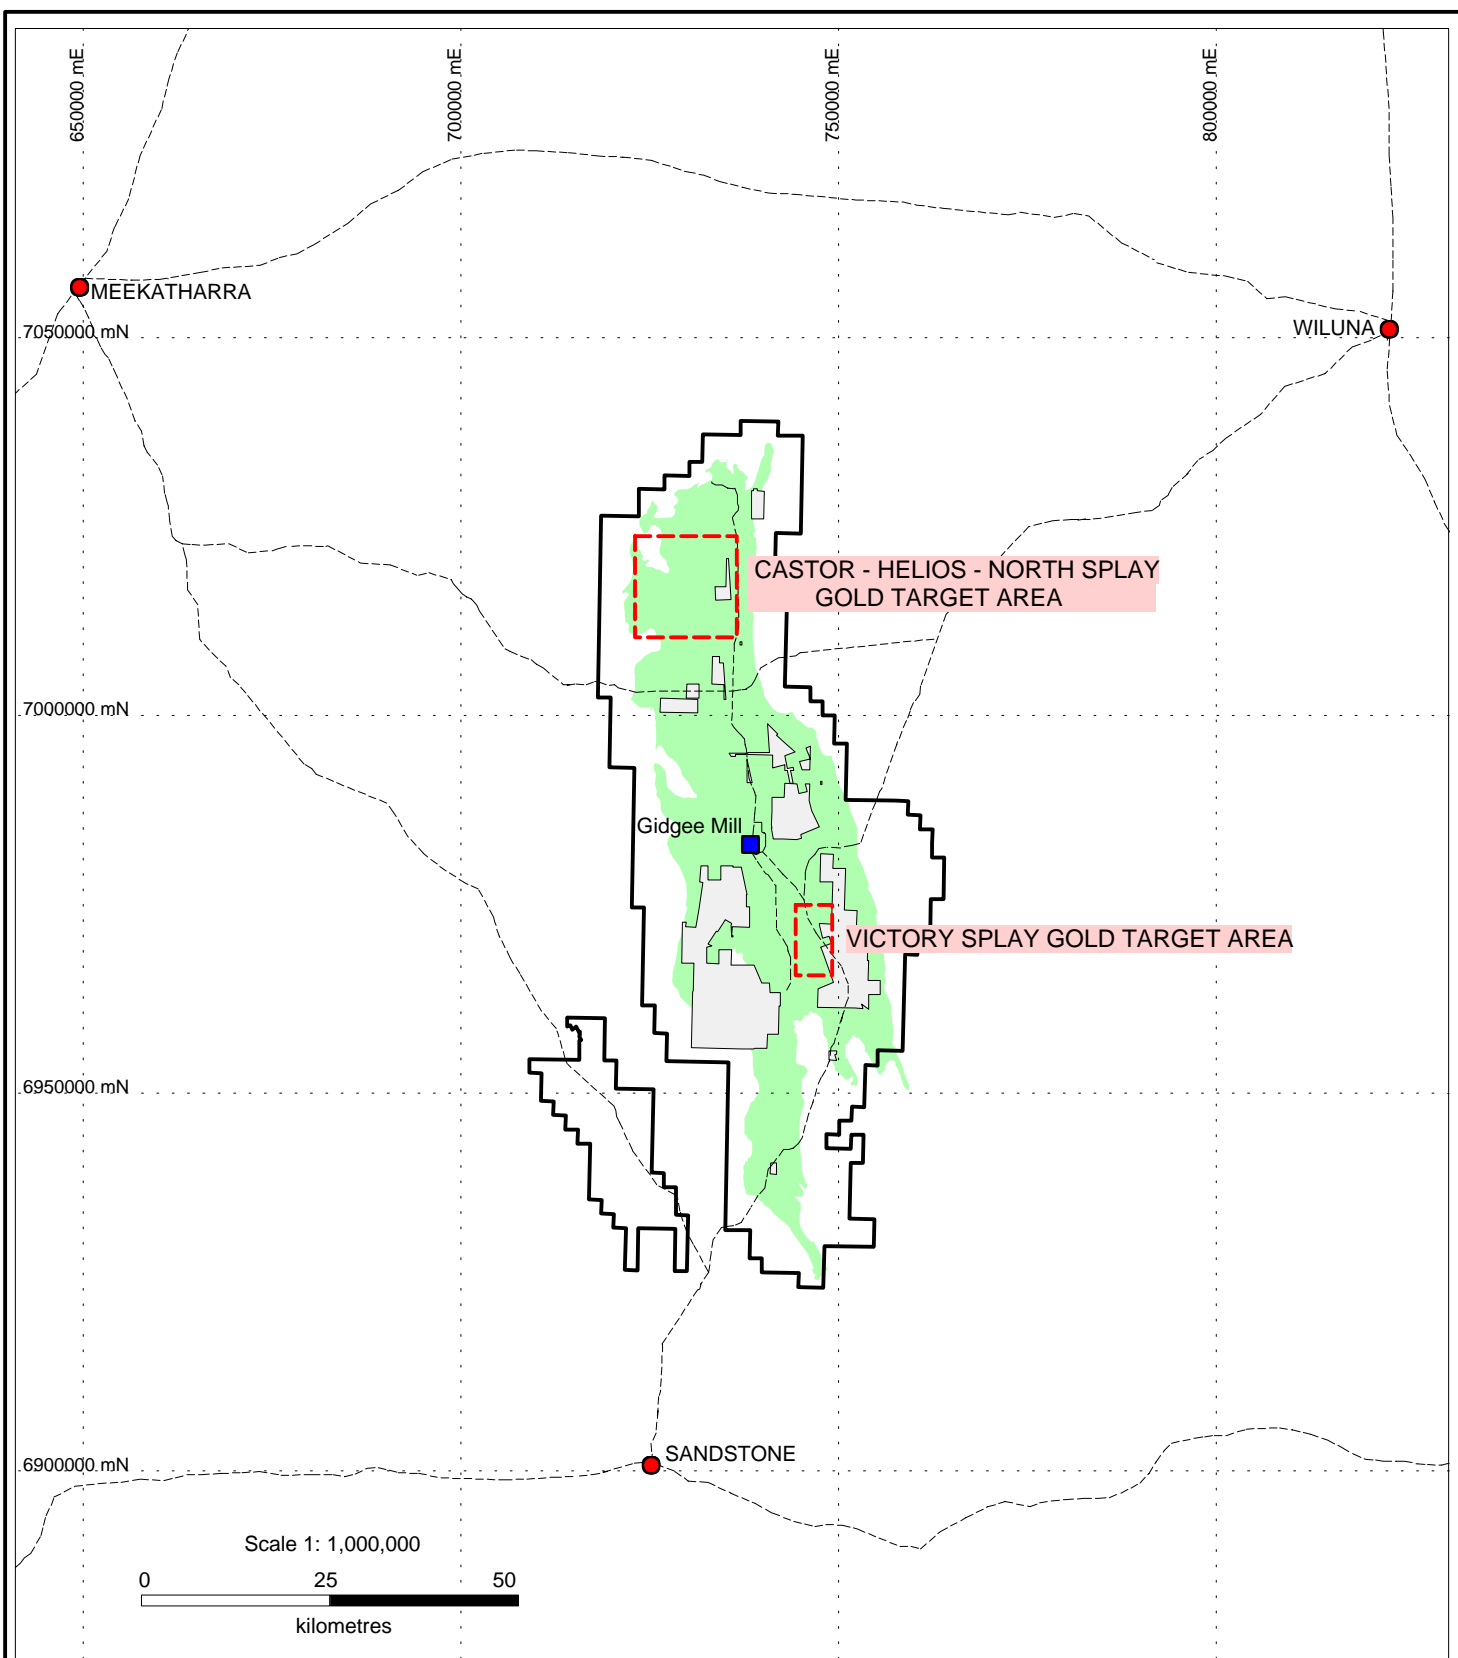 650000 mE
700000 mE
750000 mE
800000 mE
MEEKATHARRA
7050000 mN
WILUNA
CASTOR - HELIOS - NORTH SPLAY
GOLD TARGET AREA
7000000 mN
Gidgee Mill
VICTORY SPLAY GOLD TARGET AREA
6950000 mN
SANDSTONE
6900000 mN
Scale 1: 1,000,000
0 25 50
kilometres